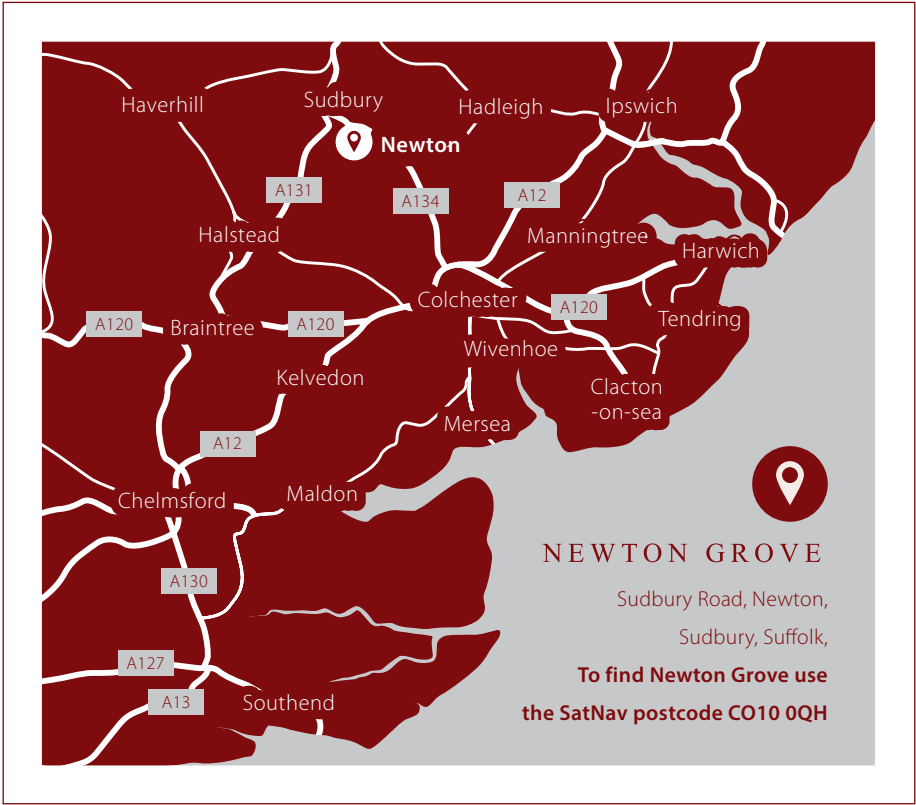 Haverhill
Sudbury
Hadleigh
Ipswich
Newton
A131
A134
A12
Halstead
Manningtree
Harwich
Colchester
A120
A120
Braintree
A120
Tendring
Wivenhoe
Kelvedon
Clacton
-on-sea
Mersea
A12
Chelmsford
Maldon
A130
A127
A13
Southend
NEWTON GROVE
Sudbury Road, Newton,
Sudbury, Suffolk,
To find Newton Grove use
the SatNav postcode CO10 0QH